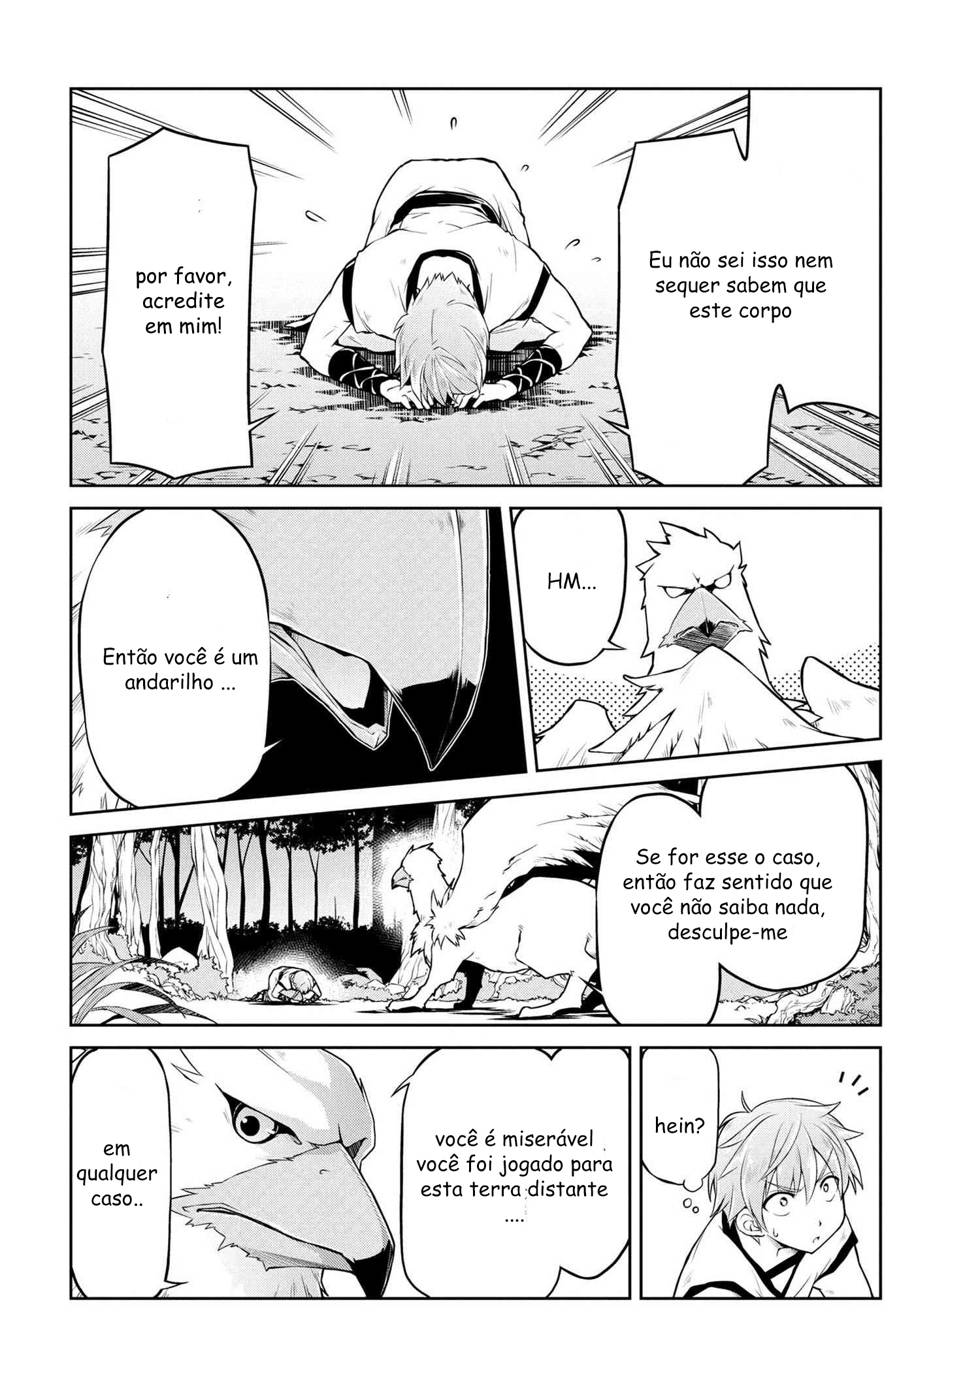 Eu não sei isso nem
sequer sabem que
este corpo
por favor,
acredite
em mim!
HM...
Então você é um
andarilho ...
Se for esse o caso,
então faz sentido que
você não saiba nada,
desculpe-me
hein?
você é miserável
você foi jogado para
esta terra distante
....
em
qualquer
caso..